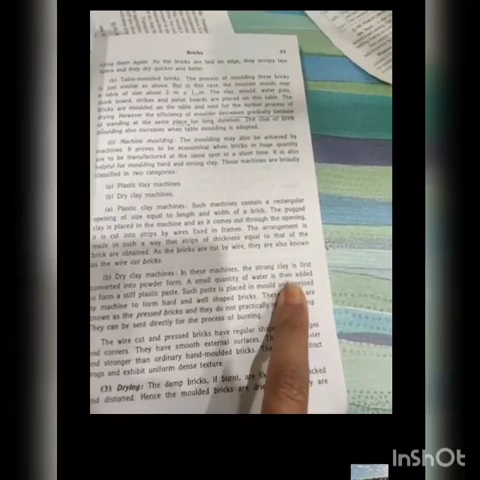 Bricks 77
using them again. As the bricks are laid on edge, they occupy less
space and they dry quicker and better.
(b) Table-moulded bricks: The process of moulding these bricks
is just similar as above. But in this case, the moulder stands near
a table of size about 2 m x 1 m. The clay, mould, water pots,
stock board, strikes and pallet boards are placed on this table. The
bricks are moulded on the table and sent for the further process of
drying. However the efficiency of moulder decreases gradually because
of standing at the same place for long duration. The cost of brick
moulding also increases when table moulding is adopted.
(ii) Machine moulding: The moulding may also be achieved by
machines. It proves to be economical when bricks in huge quantity
are to be manufactured at the same spot in a short time. It is also
helpful for moulding hard and strong clay. These machines are broadly
classified in two categories:
(a) Plastic clay machines
(b) Dry clay machines.
(a) Plastic clay machines: Such machines contain a rectangular
opening of size equal to length and width of a brick. The pugged
clay is placed in the machine and as it comes out through the opening,
it is cut into strips by wires fixed in frames. The arrangement is
made in such a way that strips of thickness equal to that of the
brick are obtained. As the bricks are cut by wire, they are also known
as the wire cut bricks.
(b) Dry clay machines: In these machines, the strong clay is first
converted into powder form. A small quantity of water is then added
to form a stiff plastic paste. Such paste is placed in mould and pressed
by machine to form hard and well shaped bricks. These are
known as the pressed bricks and they do not practically
They can be sent directly for the process of burning.
The wire cut and pressed bricks have regular
and corners. They have smooth external surfaces.
and stronger than ordinary hand-moulded bricks.
frogs and exhibit uniform dense texture.
(3) Drying: The damp bricks, if burnt, are
and distorted. Hence the moulded bricks are
InShOt